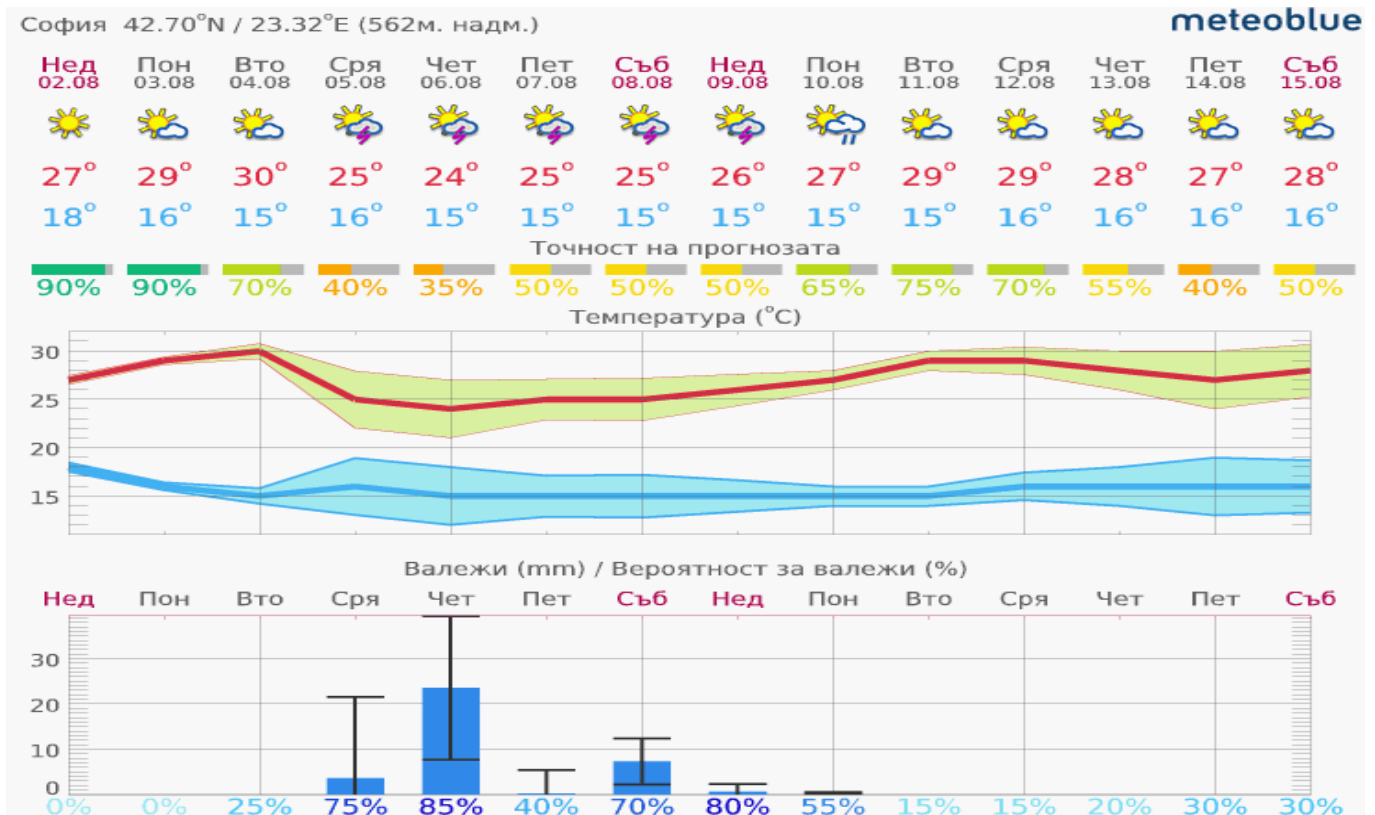 София 42.70°N / 23.32°E (562м. надм.)
meteoblue
Нед Пон Вто Сря Чет Пет Съб Нед Пон Вто Сря Чет Пет Съб
02.08 03.08 04.08 05.08 06.08 07.08 08.08 09.08 10.08 11.08 12.08 13.08 14.08 15.08
27° 29° 30° 25° 24° 25° 25° 26° 27° 29° 29° 28° 27° 28°
18° 16° 15° 16° 15° 15° 15° 15° 15° 15° 16° 16° 16° 16°
Точност на прогнозата
90% 90% 70% 40% 35% 50% 50% 50% 65% 75% 70% 55% 40% 50%
Температура (°C)
30
25
20
15
Валежи (mm) / Вероятност за валежи (%)
Нед Пон Вто Сря Чет Пет Съб Нед Пон Вто Сря Чет Пет Съб
30
20
10
0
0% 0% 25% 75% 85% 40% 70% 80% 55% 15% 15% 20% 30% 30%